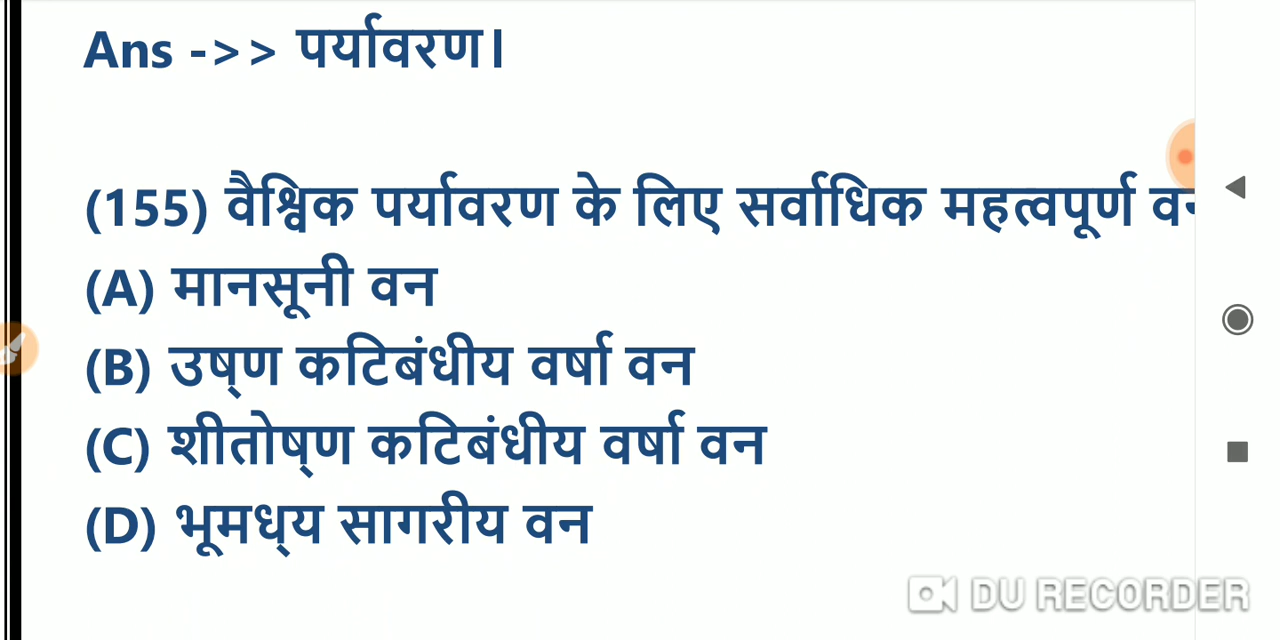 Ans ->> पर्यावरण।
(155) वैश्विक पर्यावरण के लिए सर्वाधिक महत्वपूर्ण
(A) मानसूनी वन
(B) उष्ण कटिबंधीय वर्षा वन
(C) शीतोष्ण कटिबंधीय वर्षा वन
(D) भूमध्य सागरीय वन
DU RECORDER